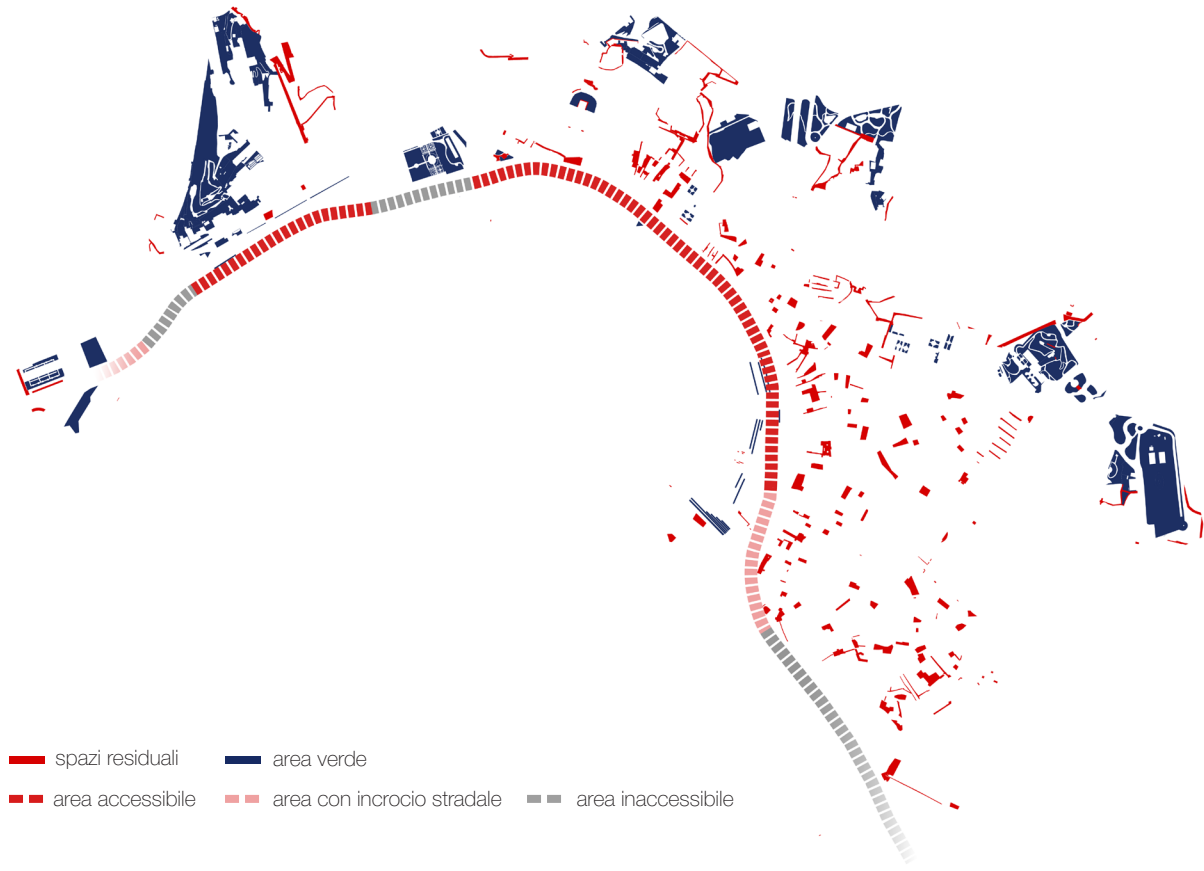 spazi residuali
area verde
area accessibile
area con incrocio stradale
area inaccessibile